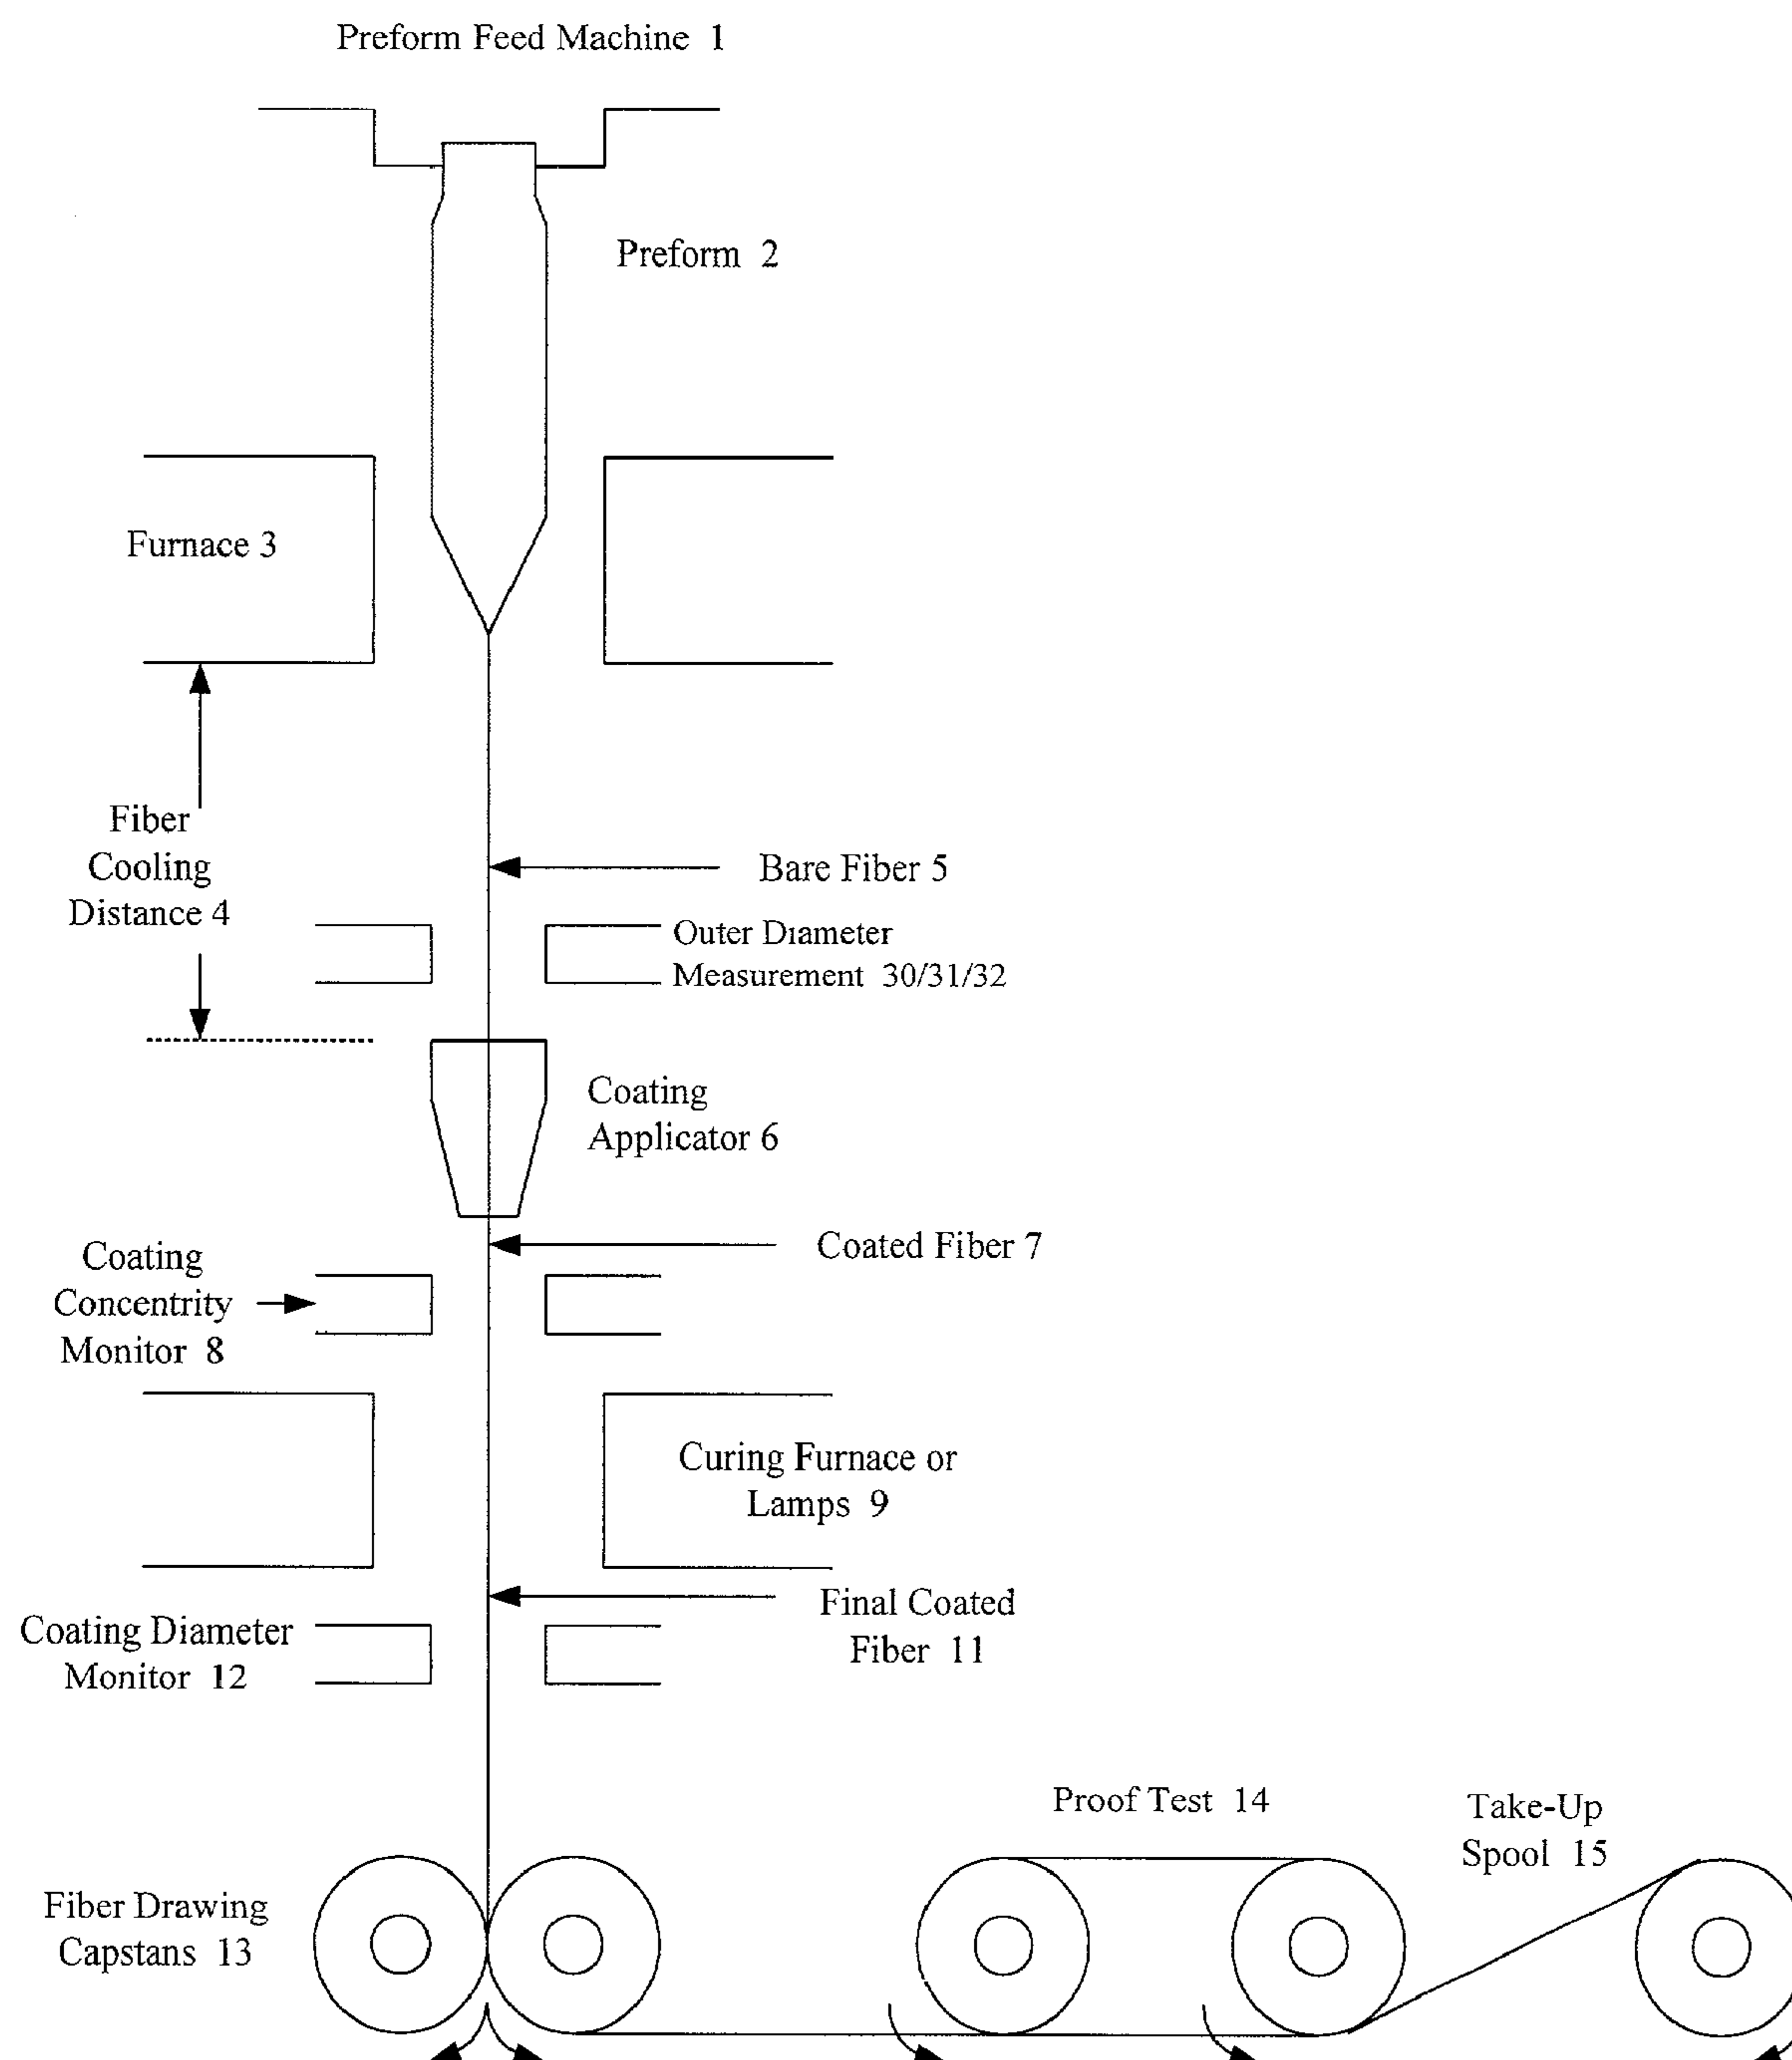 Preform Feed Machine 1
Preform 2
Furnace 3
Fiber
Cooling
Distance 4
Bare Fiber 5
Outer Diameter
Measurement 30/31/32
Coating
Applicator 6
Coated Fiber 7
Coating
Concentrity
Monitor 8
Curing Furnace or
Lamps 9
Final Coated
Fiber 11
Coating Diameter
Monitor 12
Proof Test 14
Take-Up
Spool 15
Fiber Drawing
Capstans 13